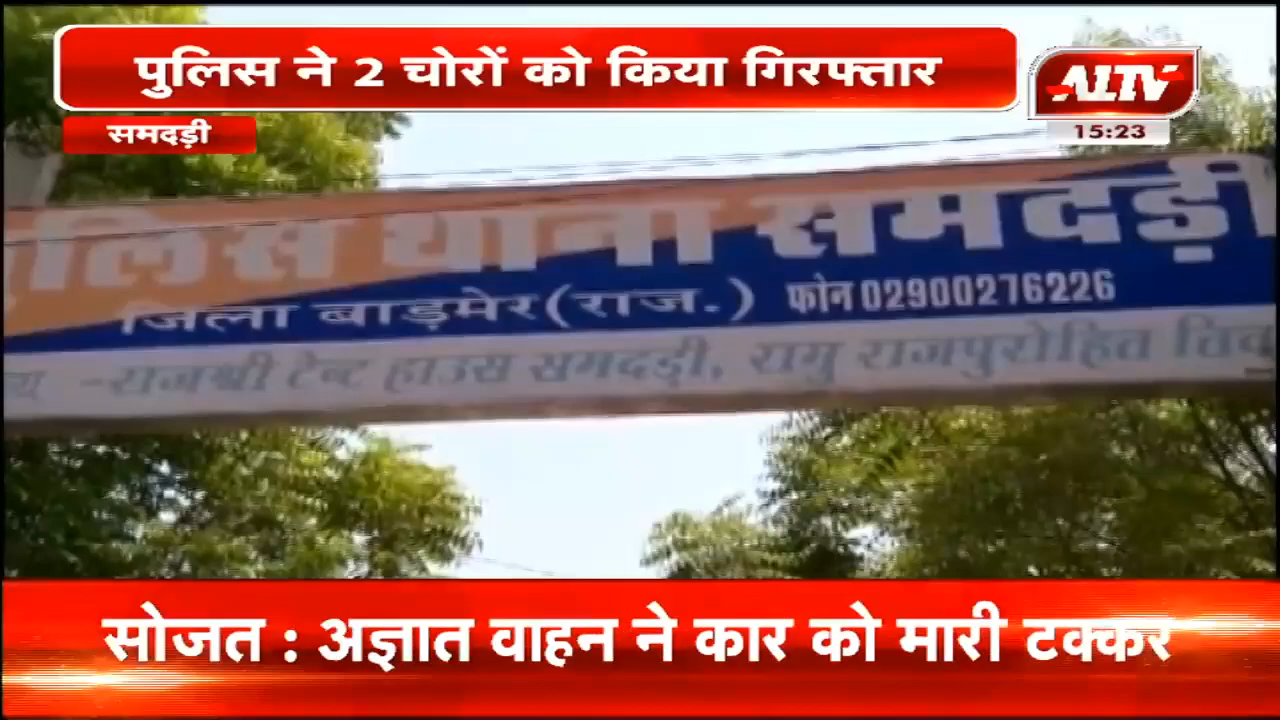 पुलिस ने 2 चोरों को किया गिरफ्तार
ALTV
15:23
समदड़ी
पुलिस थाना समदड़ी
जिला बाड़मेर(राज.) फोन 02900276226
-राजश्री टेन्ट हाउस समदड़ी, रामु राजपुरोहित
सोजत : अज्ञात वाहन ने कार को मारी टक्कर